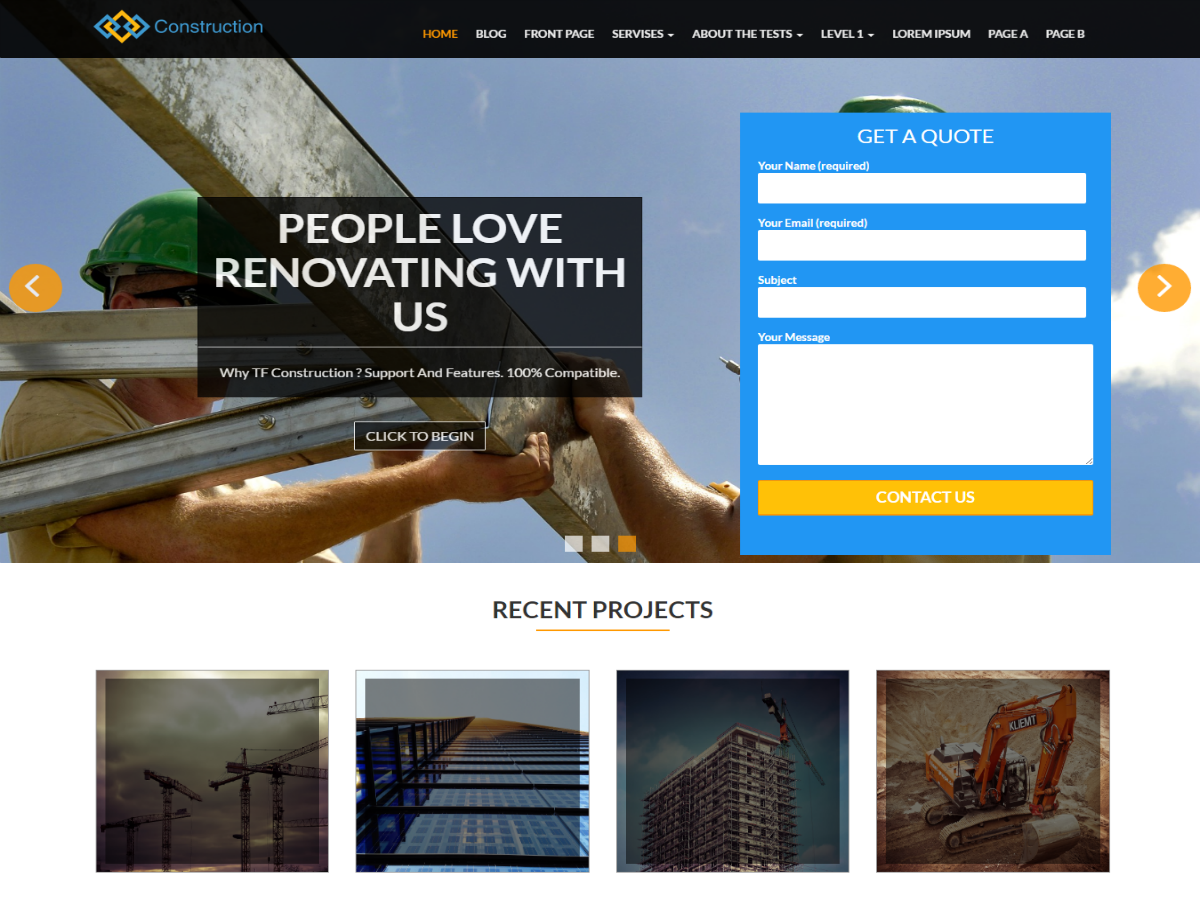 Construction
HOME BLOG FRONT PAGE SERVISES ABOUT THE TESTS LEVEL 1 LOREM IPSUM PAGE A PAGE B
PEOPLE LOVE
RENOVATING WITH
US
Why TF Construction ? Support And Features. 100% Compatible.
CLICK TO BEGIN
GET A QUOTE
Your Name (required)
Your Email (required)
Subject
Your Message
CONTACT US
RECENT PROJECTS
KLIEMT